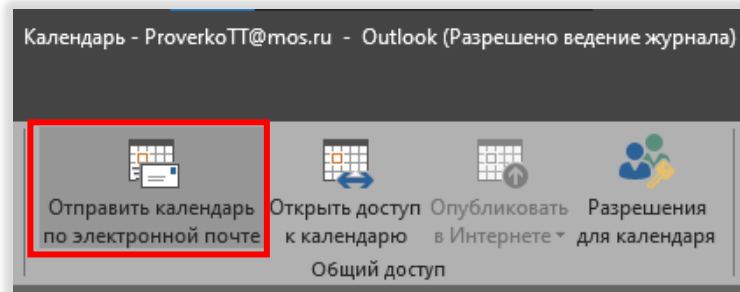 Календарь - ProverkoTT@mos.ru - Outlook (Разрешено ведение журнала)
Отправить календарь
по электронной почте
Открыть доступ
к календарю
Опубликовать
в Интернете
Разрешения
для календаря
Общий доступ